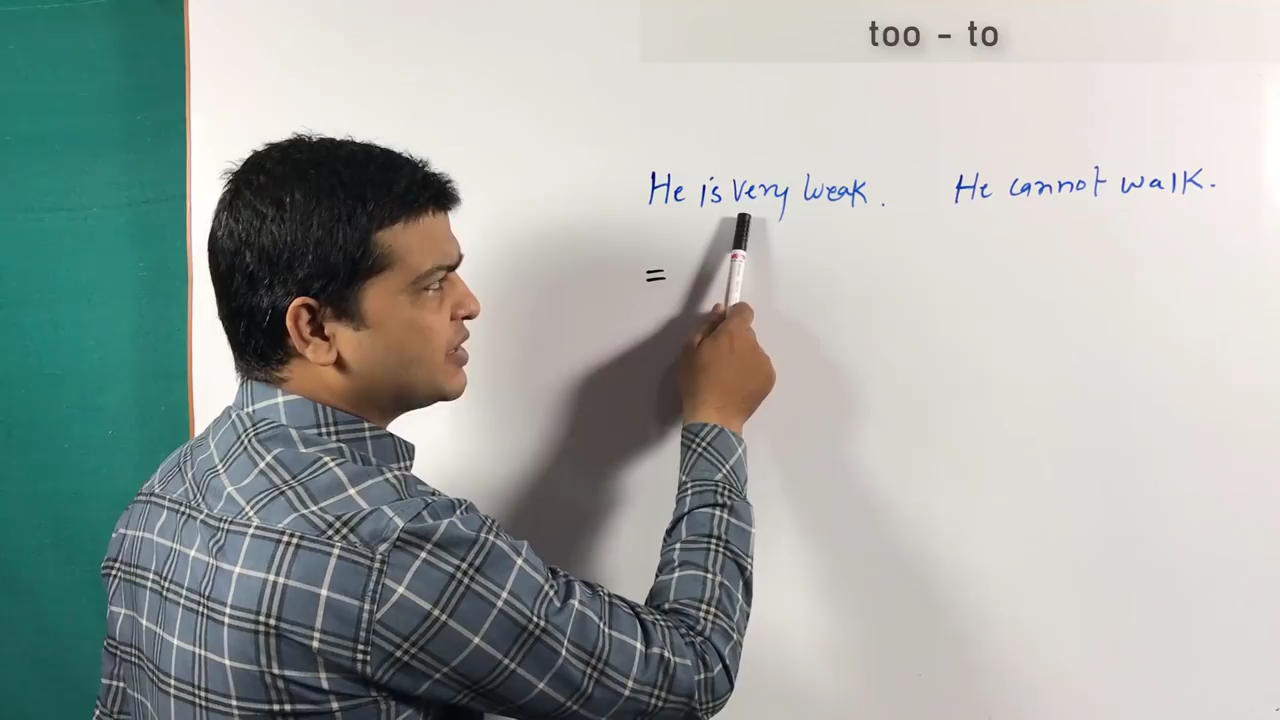 too - to
He is very weak. He cannot walk.
=